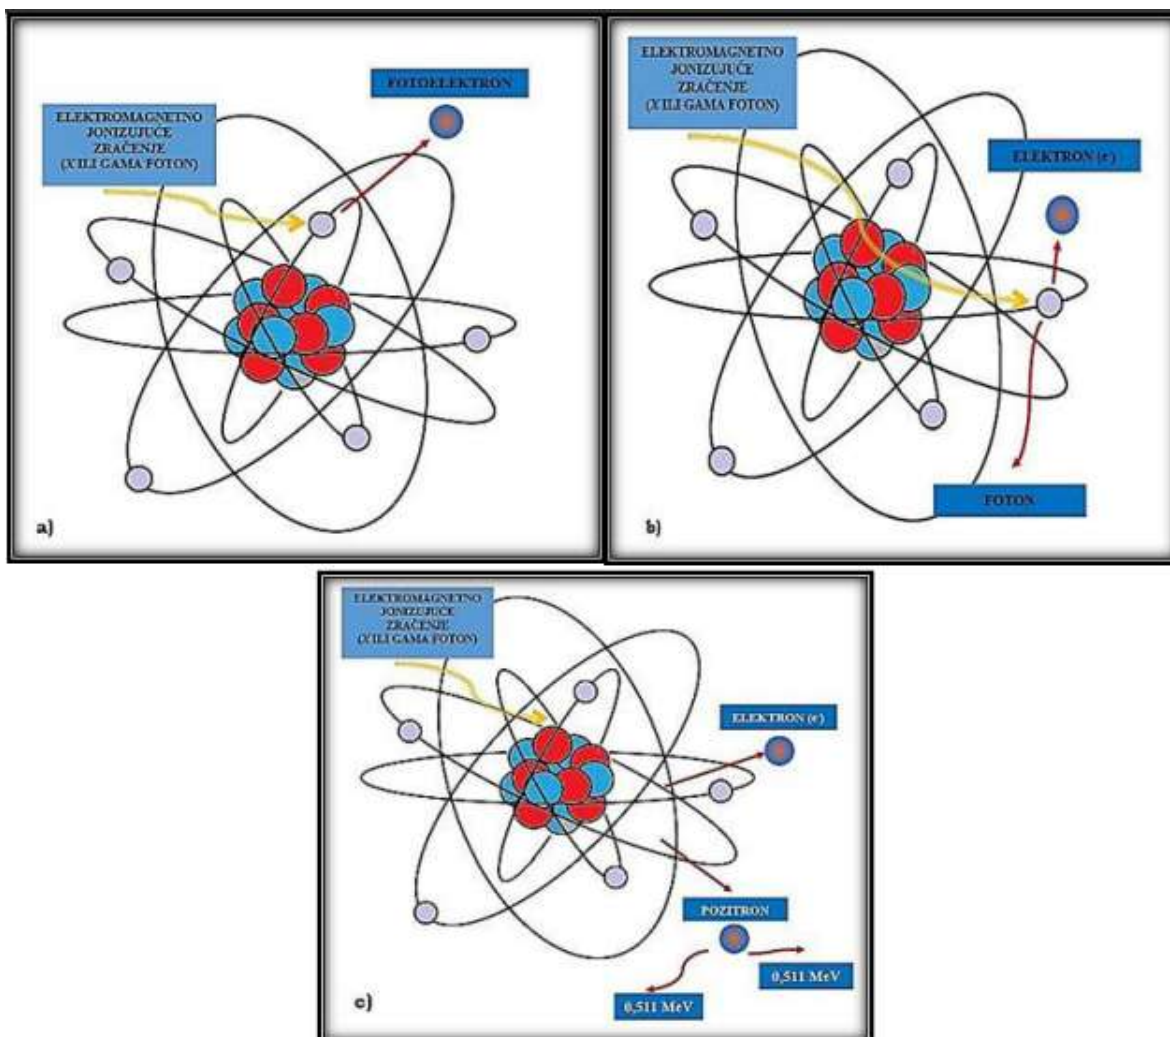 ELEKTROMAGNETNO
JONIZUJUĆE
ZRAČENJE
(X ILI GAMA FOTON)
FOTOELEKTRON
a)
ELEKTROMAGNETNO
JONIZUJUĆE
ZRAČENJE
(X ILI GAMA FOTON)
ELEKTRON (e⁻)
FOTON
b)
ELEKTROMAGNETNO
JONIZUJUĆE
ZRAČENJE
(X ILI GAMA FOTON)
ELEKTRON (e⁻)
POZITRON
0,511 MeV
0,511 MeV
c)